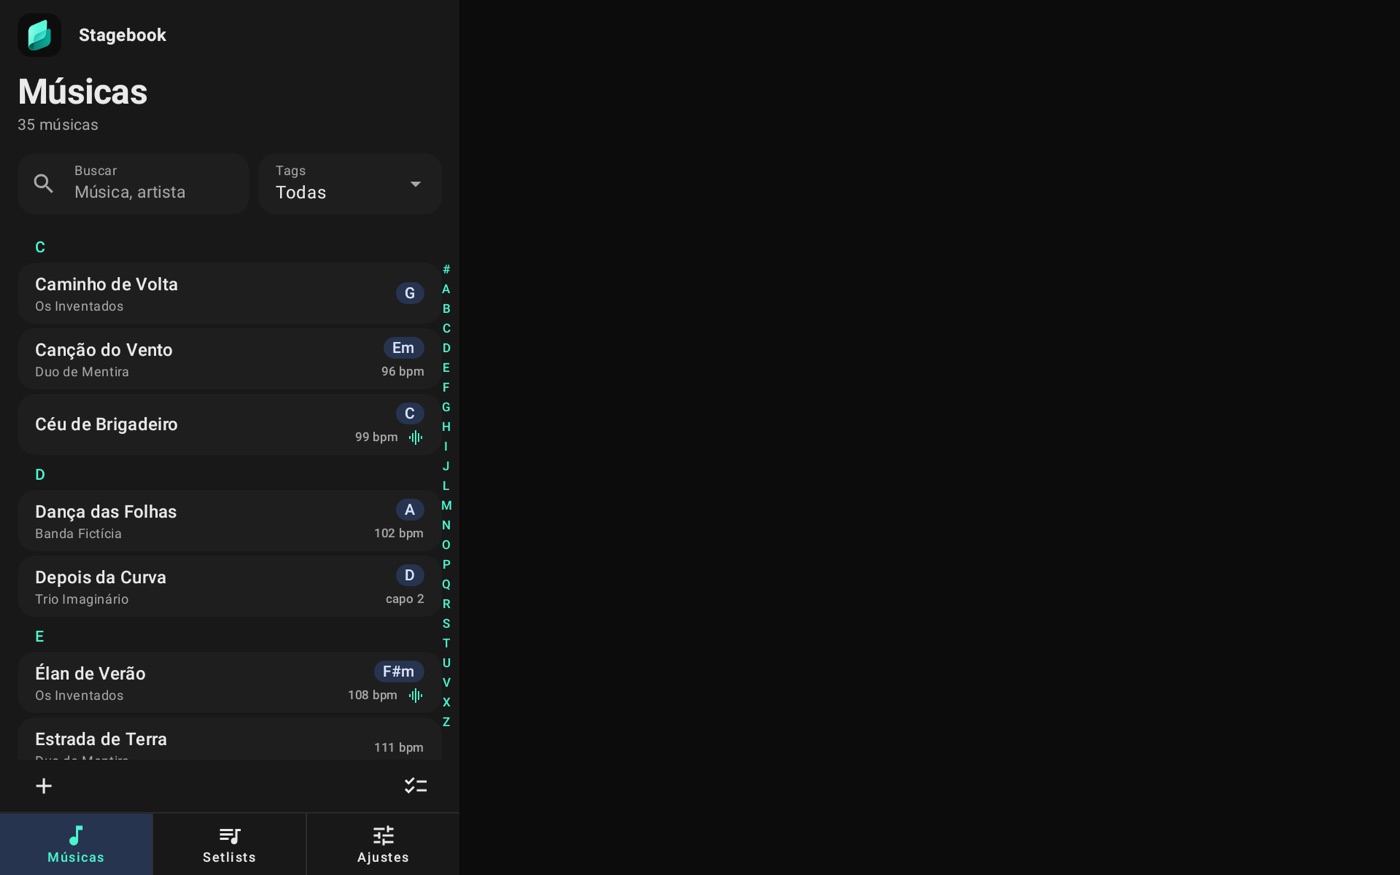 Stagebook
Músicas
35 músicas
Buscar
Música, artista
Tags
Todas
C
Caminho de Volta
Os Inventados
G
Canção do Vento
Duo de Mentira
Em
96 bpm
Céu de Brigadeiro
C
99 bpm
D
Dança das Folhas
Banda Fictícia
A
102 bpm
Depois da Curva
Trio Imaginário
D
capo 2
E
Élan de Verão
Os Inventados
F#m
108 bpm
Estrada de Terra
Duo de Mentira
111 bpm
#
A
B
C
D
E
F
G
H
I
J
L
M
N
O
P
Q
R
S
T
U
V
X
Z
Músicas
Setlists
Ajustes